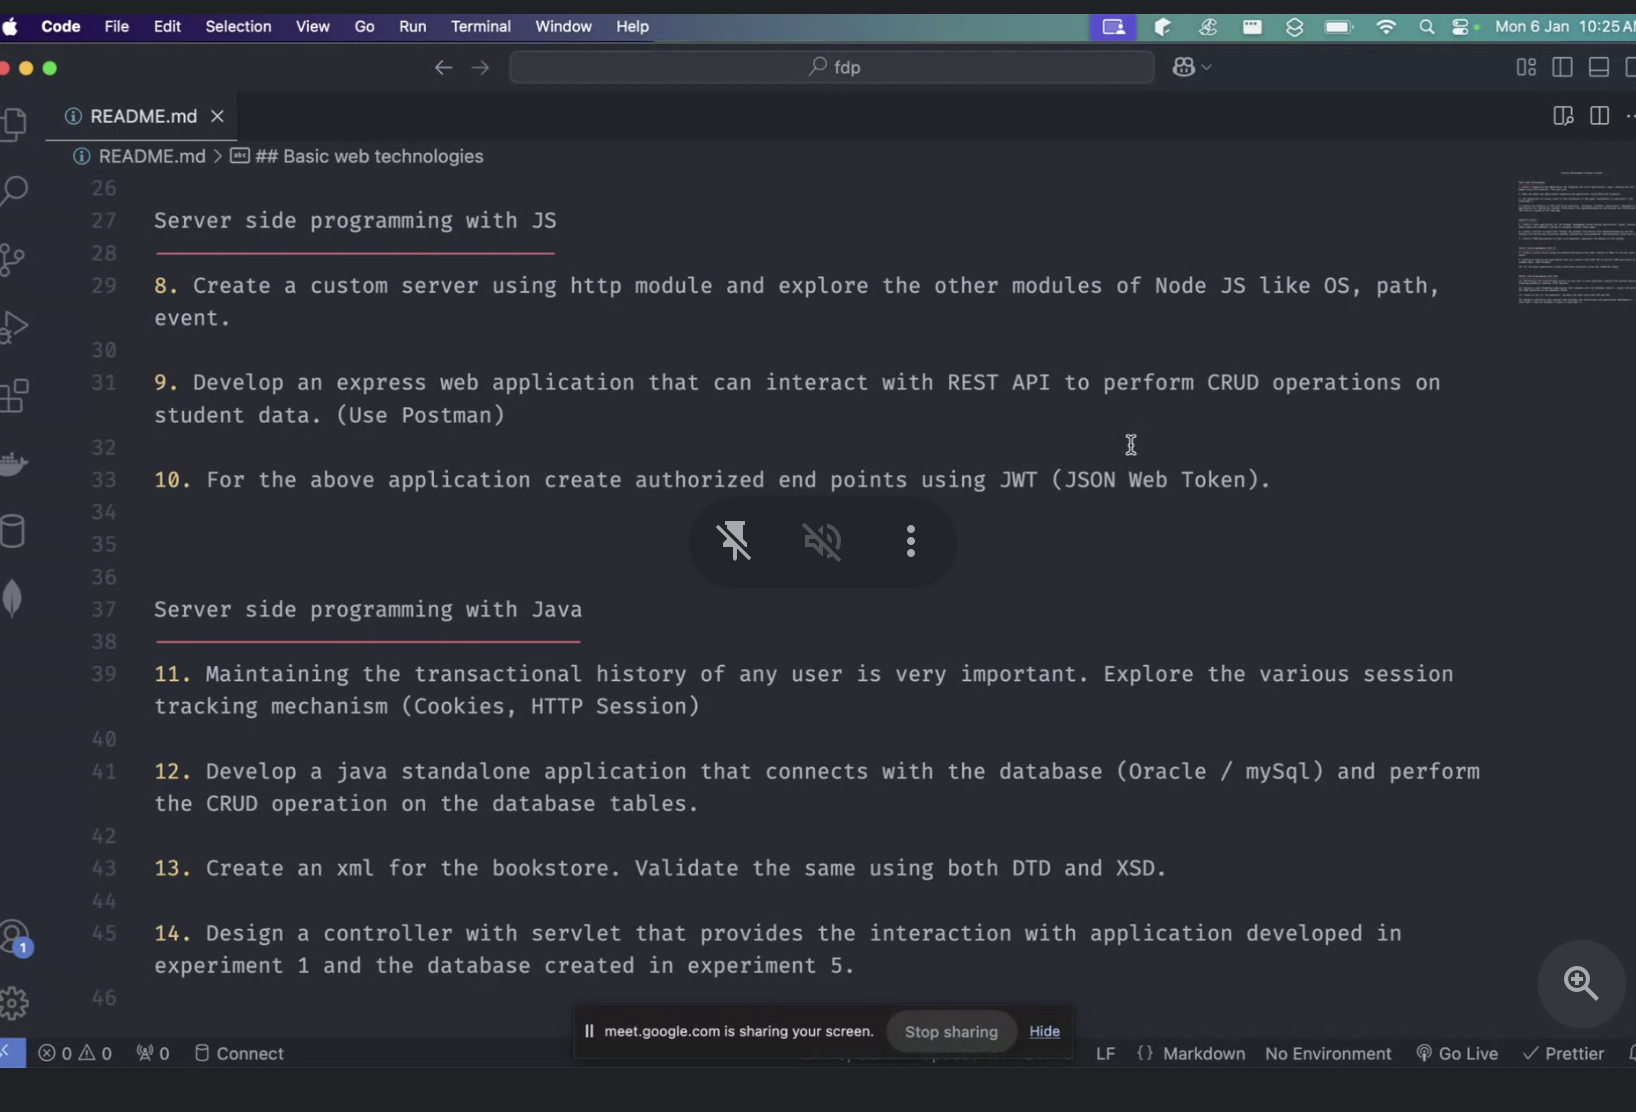 Code File Edit Selection View Go Run Terminal Window Help Mon 6 Jan 10:25
fdp
README.md
README.md > ## Basic web technologies
26
27 Server side programming with JS
28
29 8. Create a custom server using http module and explore the other modules of Node JS like OS, path,
event.
30
31 9. Develop an express web application that can interact with REST API to perform CRUD operations on
student data. (Use Postman)
32
33 10. For the above application create authorized end points using JWT (JSON Web Token).
34
35
36
37 Server side programming with Java
38
39 11. Maintaining the transactional history of any user is very important. Explore the various session
tracking mechanism (Cookies, HTTP Session)
40
41 12. Develop a java standalone application that connects with the database (Oracle / mySql) and perform
the CRUD operation on the database tables.
42
43 13. Create an xml for the bookstore. Validate the same using both DTD and XSD.
44
45 14. Design a controller with servlet that provides the interaction with application developed in
experiment 1 and the database created in experiment 5.
46
1
meet.google.com is sharing your screen. Stop sharing Hide
0 0 0 Connect LF {} Markdown No Environment Go Live Prettier